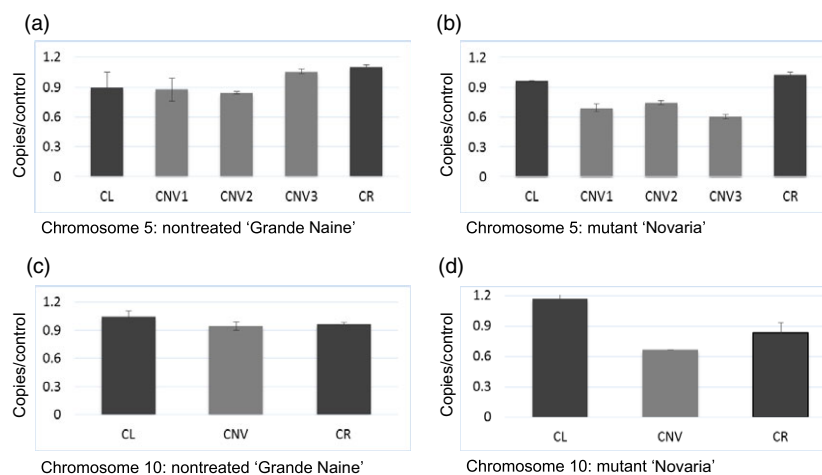 (a)
Copies/control
1.2
0.9
0.6
0.3
0
CL CNV1 CNV2 CNV3 CR
Chromosome 5: nontreated ‘Grande Naine’
(b)
Copies/control
1.2
0.9
0.6
0.3
0
CL CNV1 CNV2 CNV3 CR
Chromosome 5: mutant ‘Novaria’
(c)
Copies/control
1.2
0.9
0.6
0.3
0
CL CNV CR
Chromosome 10: nontreated ‘Grande Naine’
(d)
Copies/control
1.2
0.9
0.6
0.3
0
CL CNV CR
Chromosome 10: mutant ‘Novaria’